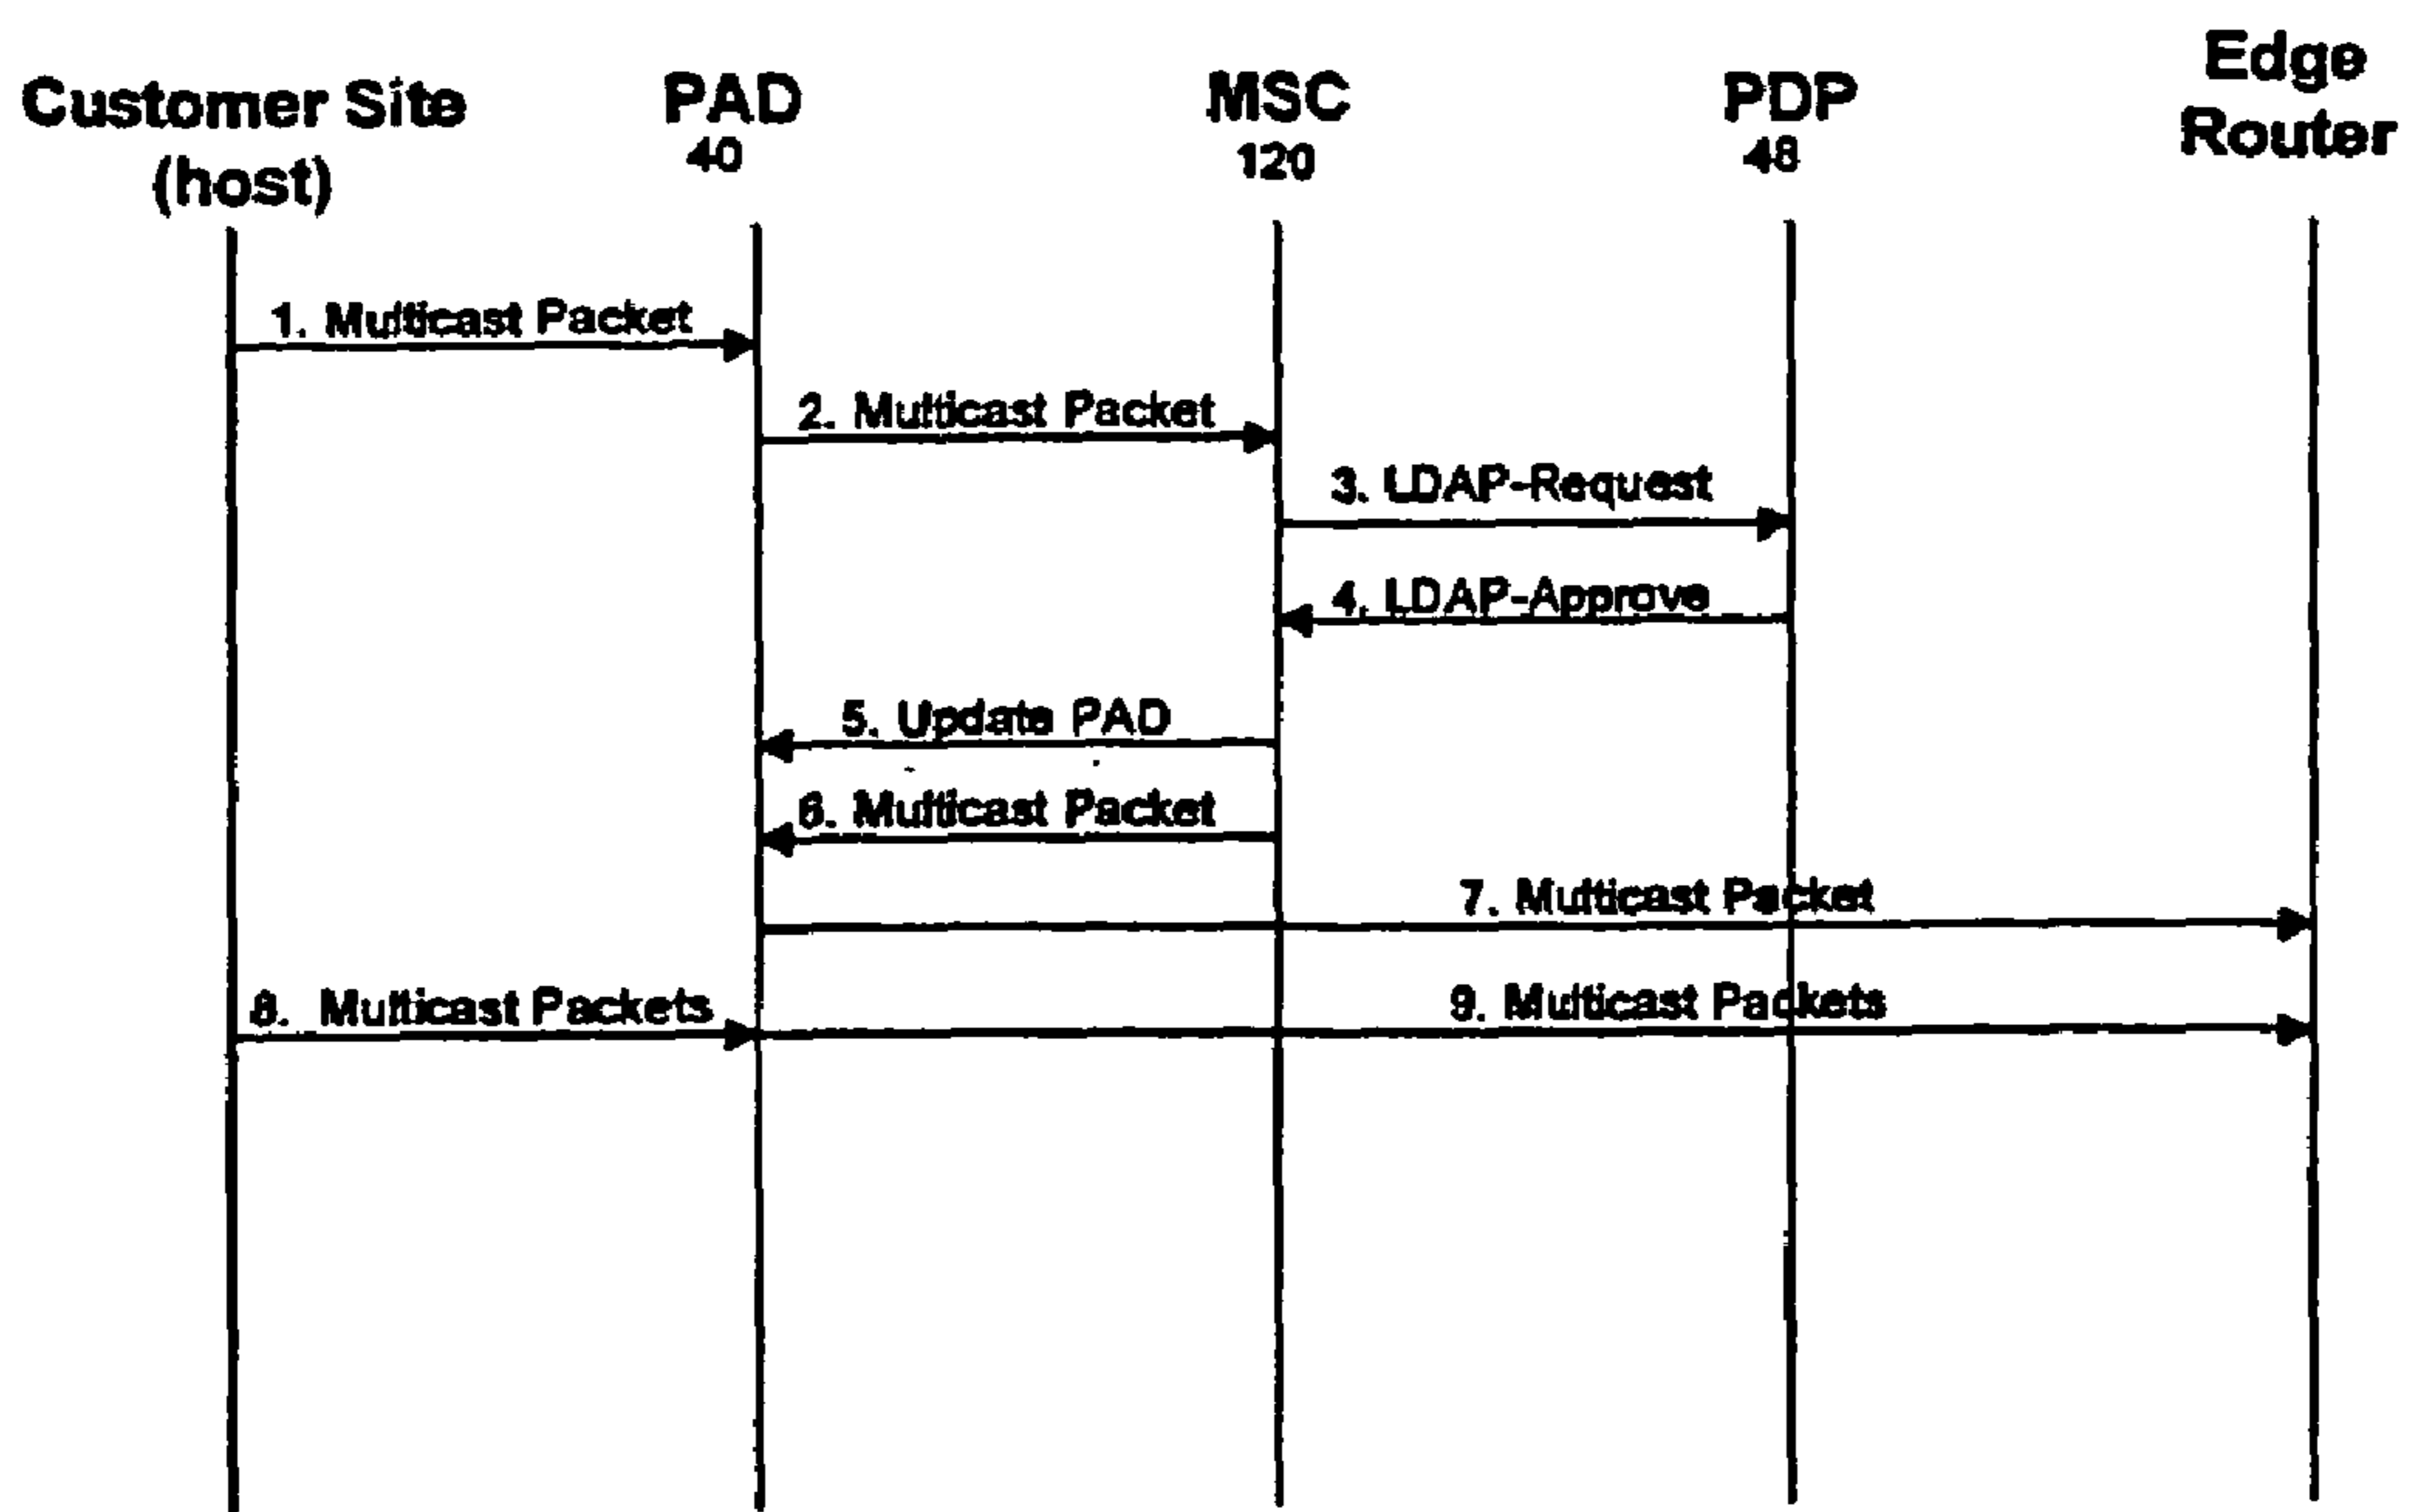 Customer Site
(host)
PAD
40
MSC
120
PDP
48
Edge
Router
1. Multicast Packet
2. Multicast Packet
3. LDAP-Request
4. LDAP-Approve
5. Update PAD
6. Multicast Packet
7. Multicast Packet
8. Multicast Packets
9. Multicast Packets